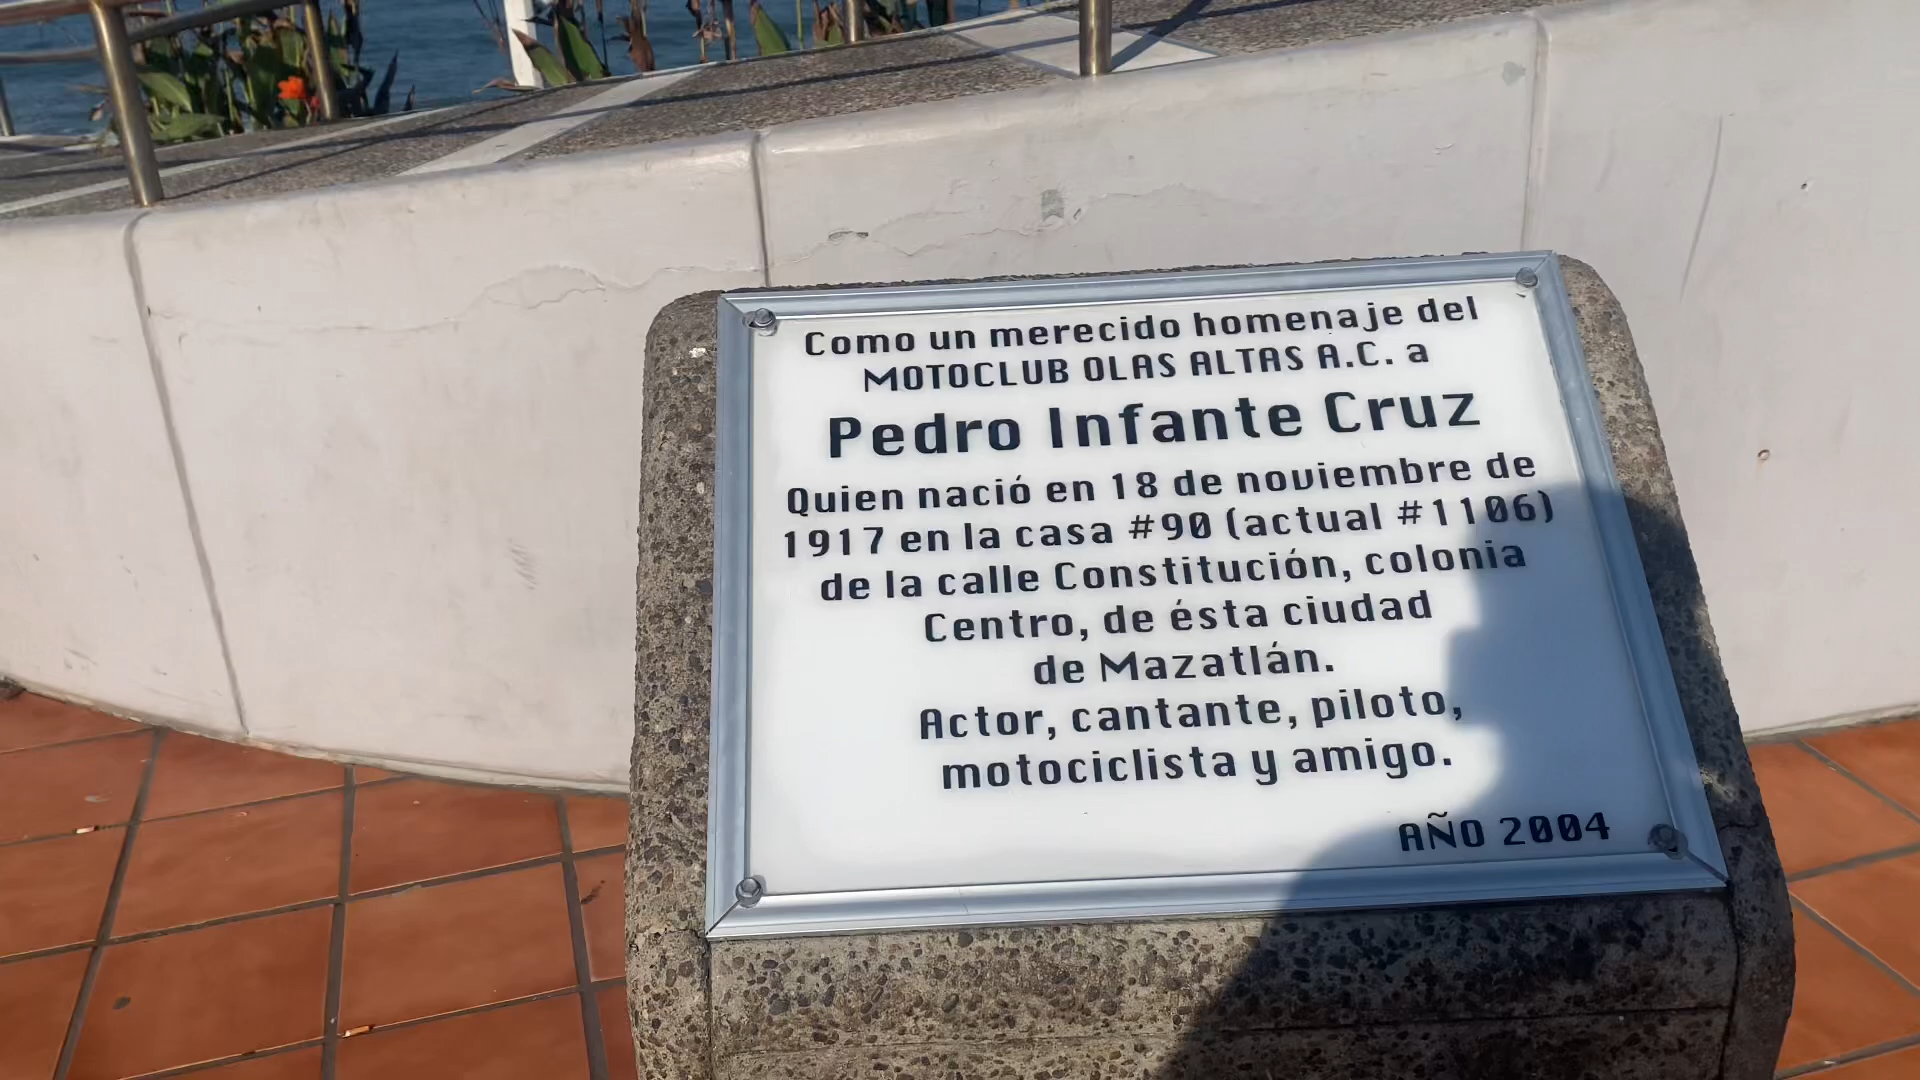 Como un merecido homenaje del
MOTOCLUB OLAS ALTAS A.C. a
Pedro Infante Cruz
Quien nació en 18 de noviembre de
1917 en la casa #90 (actual #1106)
de la calle Constitución, colonia
Centro, de ésta ciudad
de Mazatlán.
Actor, cantante, piloto,
motociclista y amigo.
AÑO 2004